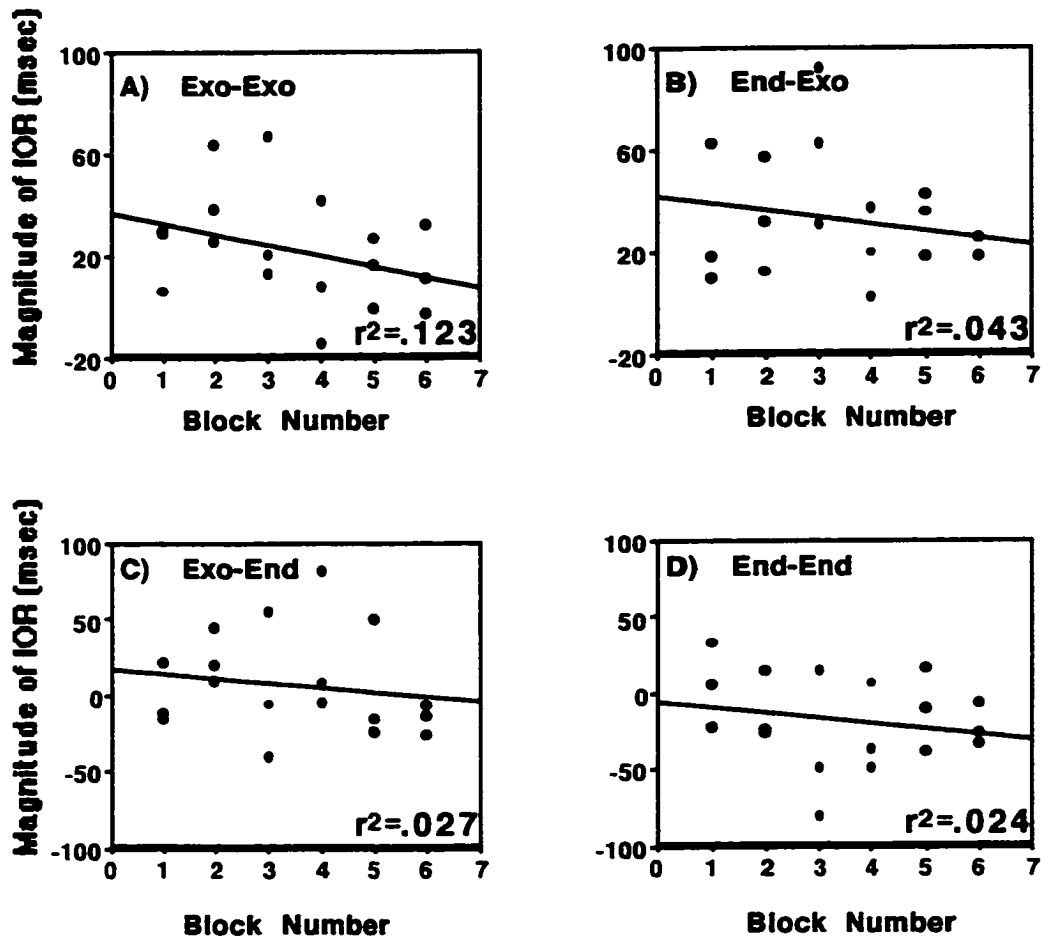 Magnitude of IOR (msec)
100
60
20
-20
A) Exo-Exo
r²=.123
0 1 2 3 4 5 6 7
Block Number
100
60
20
-20
B) End-Exo
r²=.043
0 1 2 3 4 5 6 7
Block Number
Magnitude of IOR (msec)
100
50
0
-50
-100
C) Exo-End
r²=.027
0 1 2 3 4 5 6 7
Block Number
100
50
0
-50
-100
D) End-End
r²=.024
0 1 2 3 4 5 6 7
Block Number